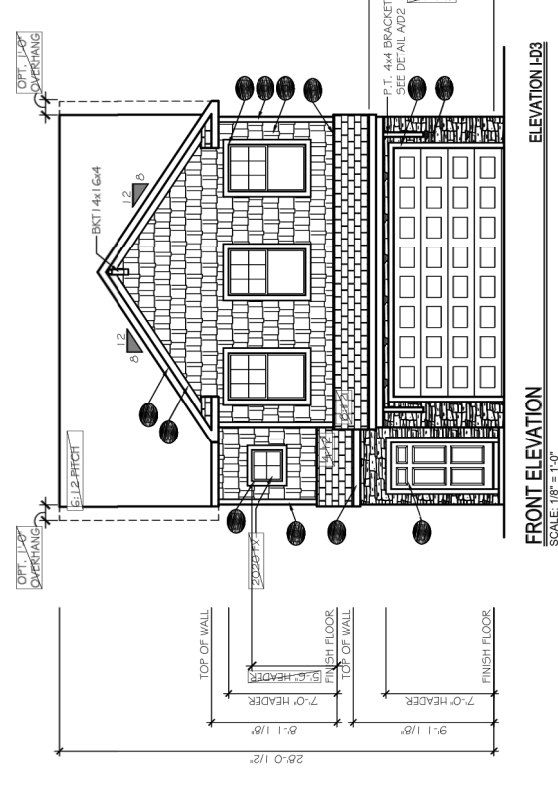 OPT. 1'-0"
OVERHANG
BKT14x16x4
12
8
12
8
6:12 PITCH
OPT. 1'-0"
OVERHANG
P.T. 4x4 BRACKET
SEE DETAIL A/D2
2020 FX
4:12
TOP OF WALL
FINISH FLOOR
TOP OF WALL
FINISH FLOOR
5'-6" HEADER
7'-0" HEADER
7'-0" HEADER
8'-1 1/8"
9'-1 1/8"
28'-0 1/2"
FRONT ELEVATION
SCALE: 1/8" = 1'-0"
ELEVATION I-D3